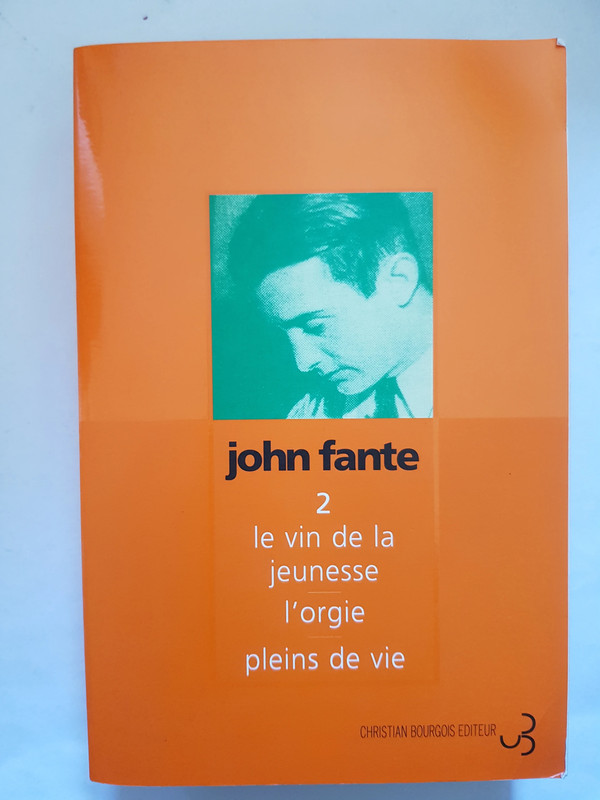 john fante
2
le vin de la
jeunesse
l'orgie
pleins de vie
CHRISTIAN BOURGOIS EDITEUR